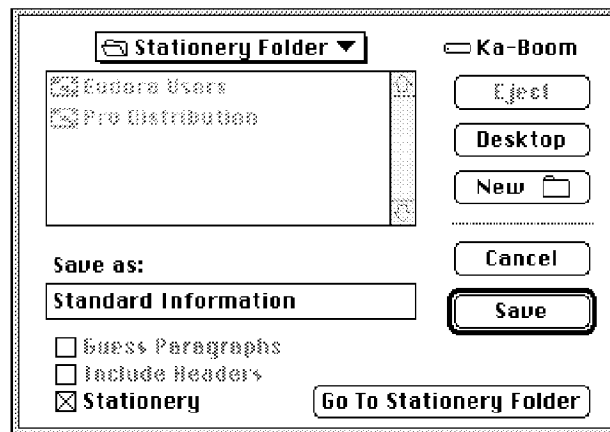 Stationery Folder
Ka-Boom
Eudora Users
Pro Distribution
Eject
Desktop
New
Cancel
Save as:
Standard Information
Save
Guess Paragraphs
Include Headers
Stationery
Go To Stationery Folder